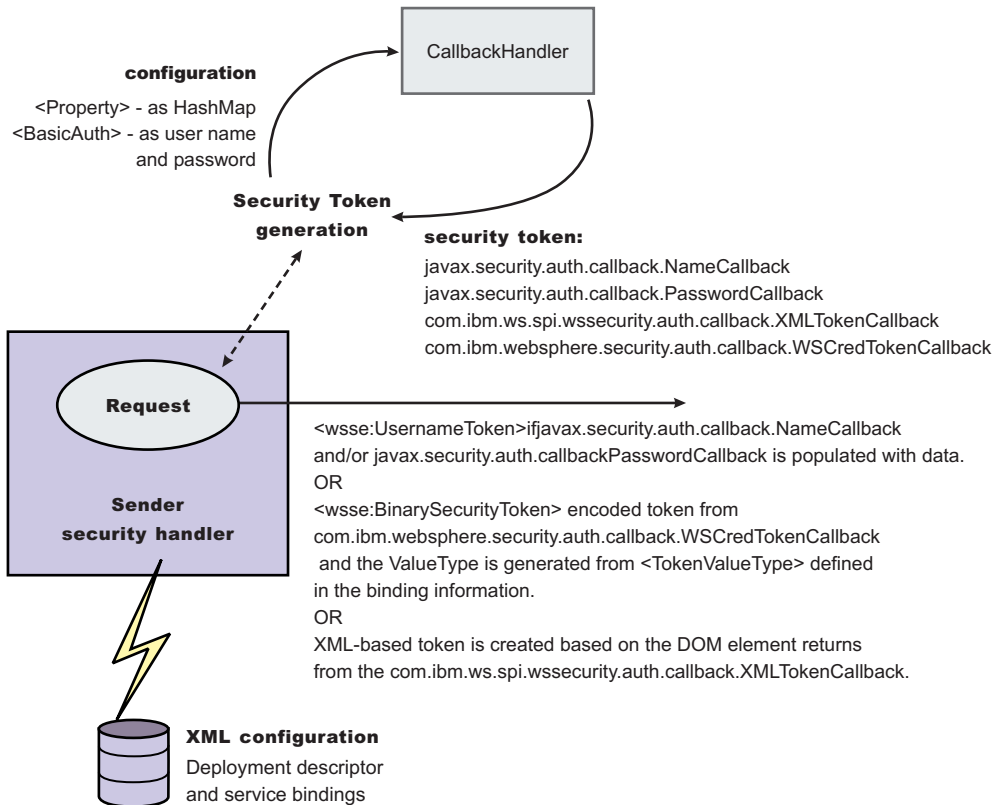 CallbackHandler
configuration
<Property> - as HashMap
<BasicAuth> - as user name
and password
Security Token
generation
security token:
javax.security.auth.callback.NameCallback
javax.security.auth.callback.PasswordCallback
com.ibm.ws.spi.wssecurity.auth.callback.XMLTokenCallback
com.ibm.websphere.security.auth.callback.WSCredTokenCallback
Request
Sender
security handler
<wsse:UsernameToken>ifjavax.security.auth.callback.NameCallback
and/or javax.security.auth.callbackPasswordCallback is populated with data.
OR
<wsse:BinarySecurityToken> encoded token from
com.ibm.websphere.security.auth.callback.WSCredTokenCallback
and the ValueType is generated from <TokenValueType> defined
in the binding information.
OR
XML-based token is created based on the DOM element returns
from the com.ibm.ws.spi.wssecurity.auth.callback.XMLTokenCallback.
XML configuration
Deployment descriptor
and service bindings